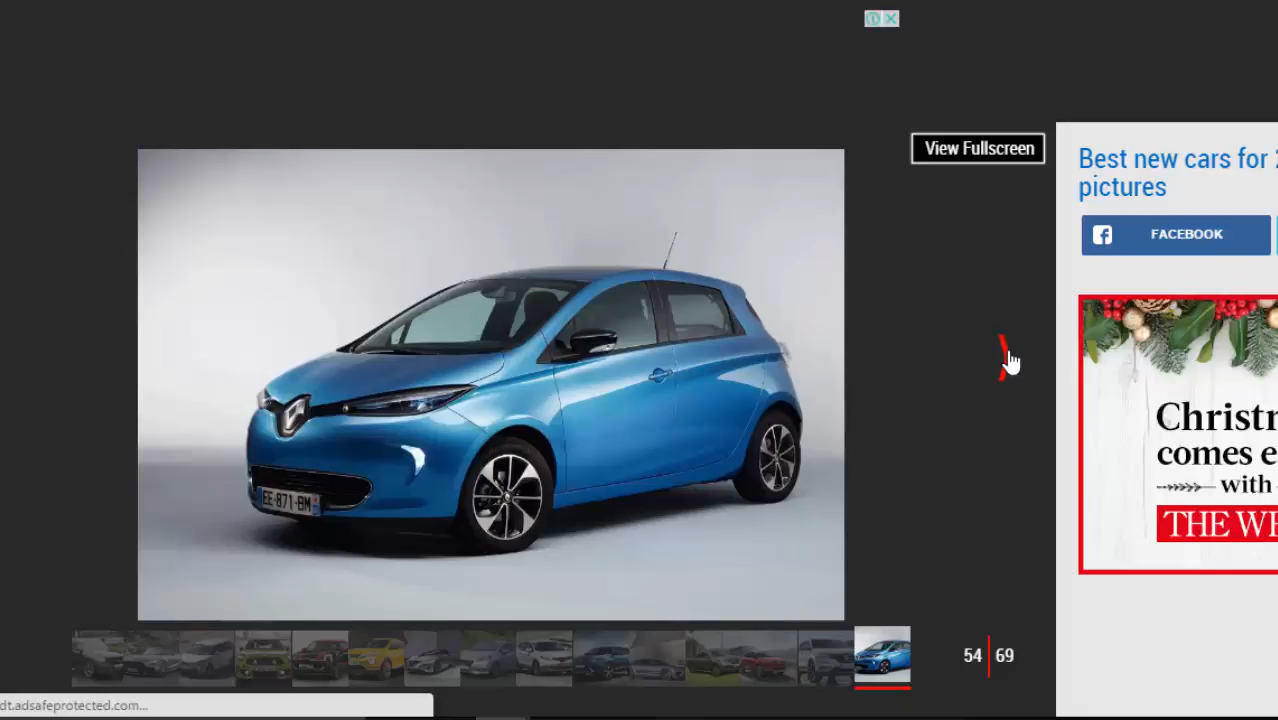 View Fullscreen
Best new cars for
pictures
FACEBOOK
EE-871-BM
Christm
comes e
with
THE WE
54 69
dt.adsafeprotected.com...